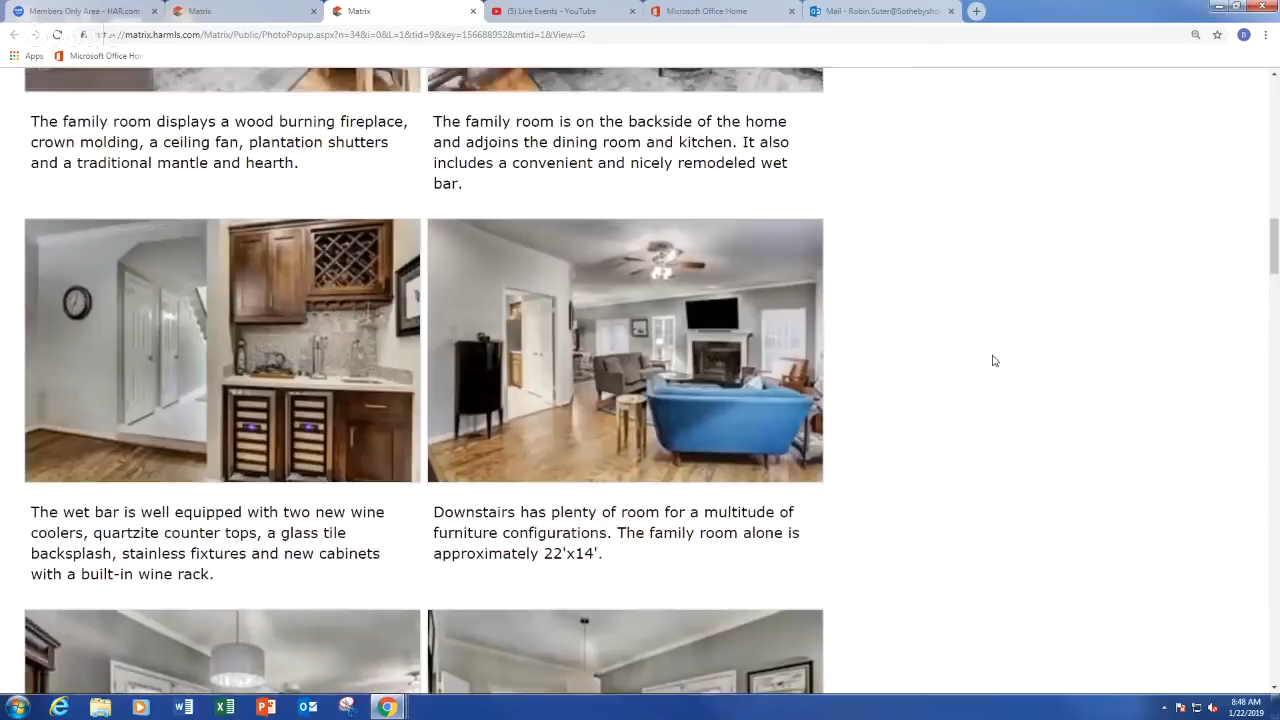 Members Only Area - HAR.com
Matrix
Matrix
(5) Live Events - YouTube
Microsoft Office Home
Mail - Robin.Suter@Sothebysho
matrix.harmls.com/Matrix/Public/PhotoPopup.aspx?n=34&i=0&L=1&tid=9&key=156688952&mtid=1&View=G
B
Apps
Microsoft Office Ho
The family room displays a wood burning fireplace,
crown molding, a ceiling fan, plantation shutters
and a traditional mantle and hearth.
The family room is on the backside of the home
and adjoins the dining room and kitchen. It also
includes a convenient and nicely remodeled wet
bar.
The wet bar is well equipped with two new wine
coolers, quartzite counter tops, a glass tile
backsplash, stainless fixtures and new cabinets
with a built-in wine rack.
Downstairs has plenty of room for a multitude of
furniture configurations. The family room alone is
approximately 22'x14'.
8:48 AM
1/22/2019